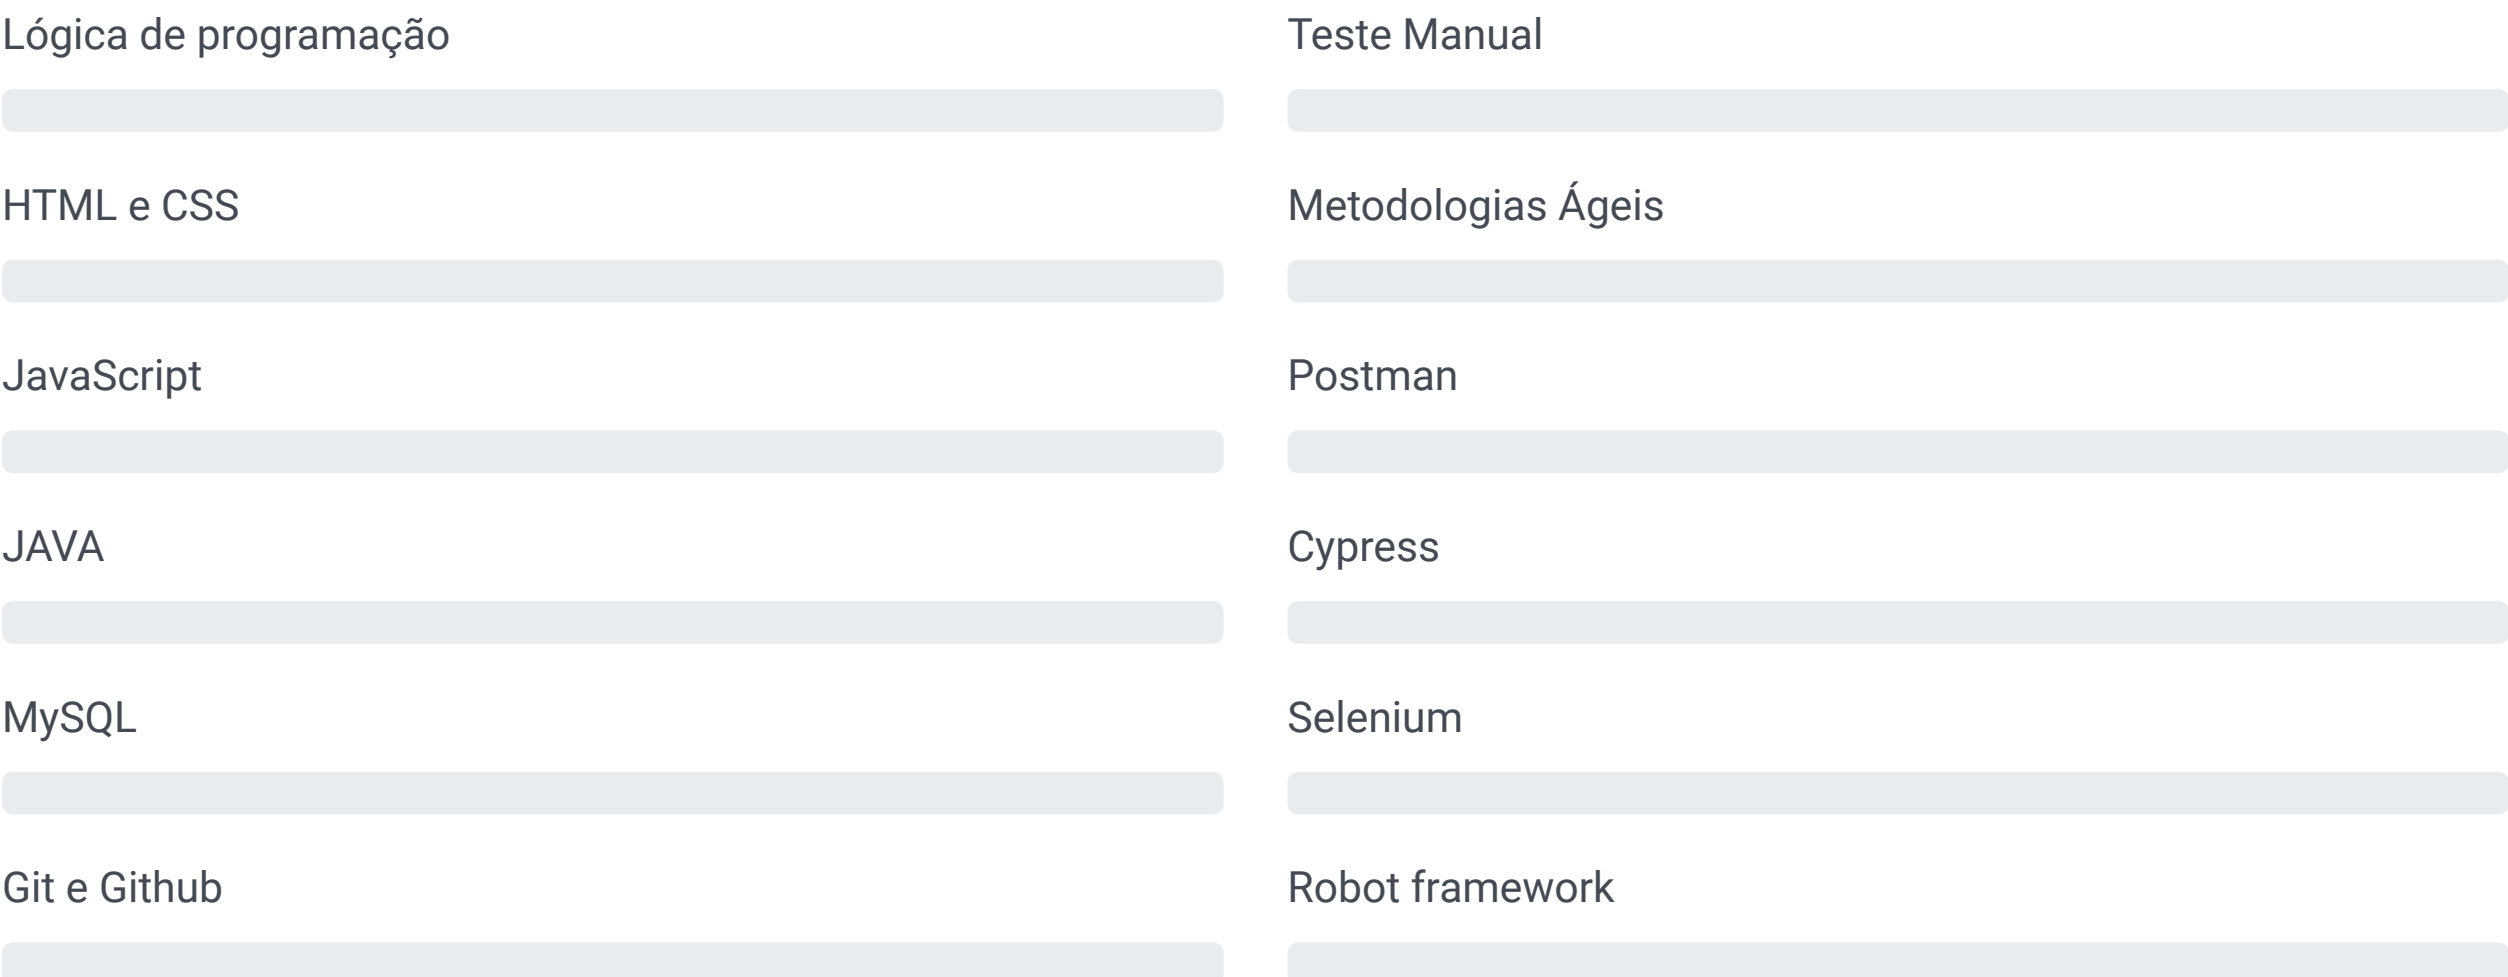 Lógica de programação
HTML e CSS
JavaScript
JAVA
MySQL
Git e Github
Teste Manual
Metodologias Ágeis
Postman
Cypress
Selenium
Robot framework